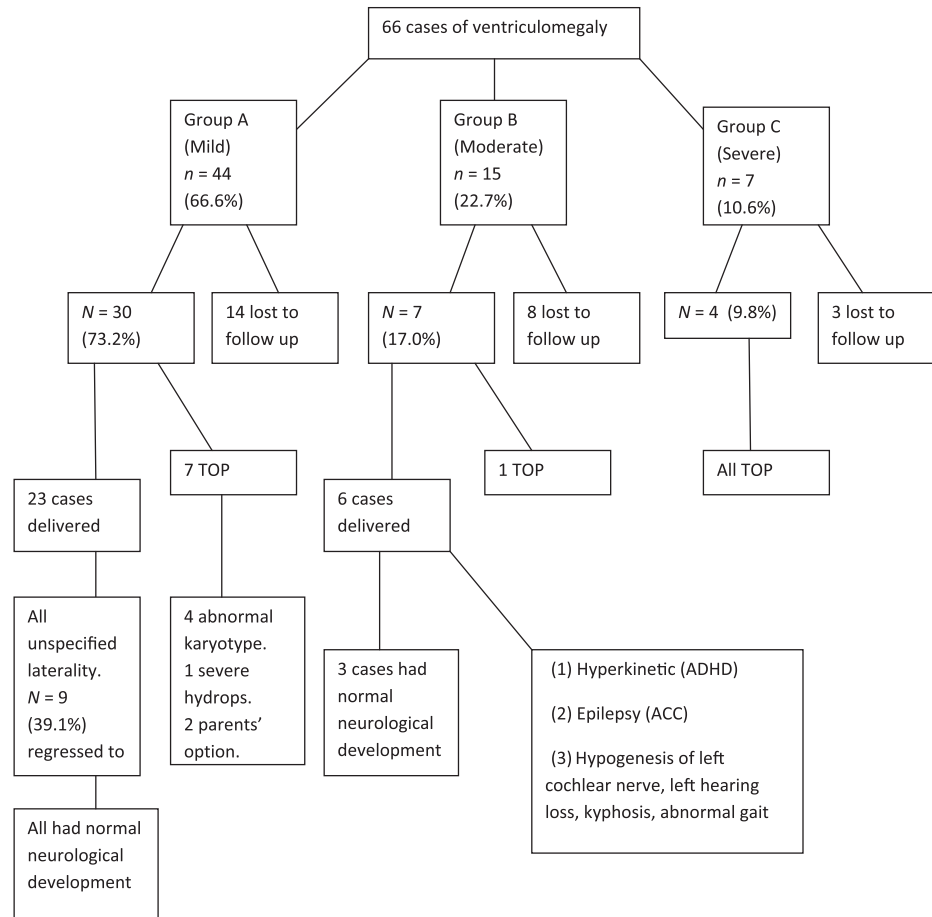 66 cases of ventriculomegaly
Group A
(Mild)
n = 44
(66.6%)
Group B
(Moderate)
n = 15
(22.7%)
Group C
(Severe)
n = 7
(10.6%)
N = 30
(73.2%)
14 lost to
follow up
N = 7
(17.0%)
8 lost to
follow up
N = 4 (9.8%)
3 lost to
follow up
23 cases
delivered
7 TOP
6 cases
delivered
1 TOP
All TOP
All
unspecified
laterality.
N = 9
(39.1%)
regressed to
4 abnormal
karyotype.
1 severe
hydrops.
2 parents’
option.
3 cases had
normal
neurological
development
(1) Hyperkinetic (ADHD)
(2) Epilepsy (ACC)
(3) Hypogenesis of left
cochlear nerve, left hearing
loss, kyphosis, abnormal gait
All had normal
neurological
development